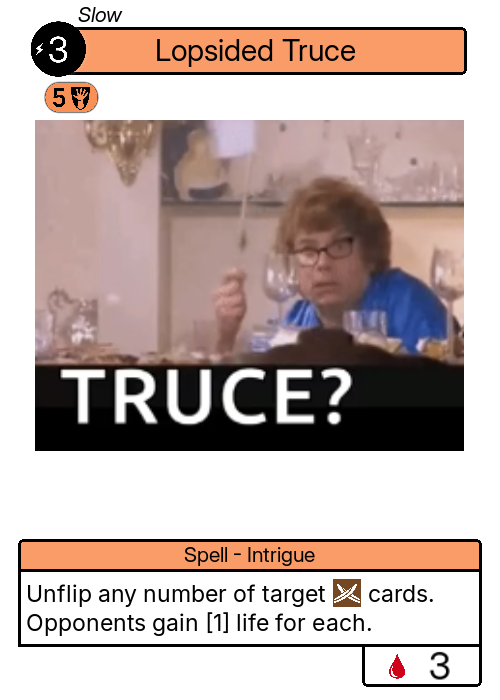 Slow
3
Lopsided Truce
5
TRUCE?
Spell - Intrigue
Unflip any number of target cards.
Opponents gain [1] life for each.
3